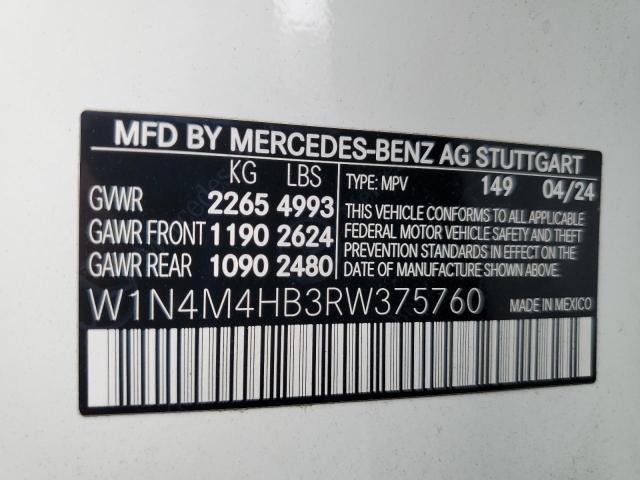 MFD BY MERCEDES-BENZ AG STUTTGART
KG LBS
GVWR 2265 4993
GAWR FRONT 1190 2624
GAWR REAR 1090 2480
TYPE: MPV 149 04/24
THIS VEHICLE CONFORMS TO ALL APPLICABLE
FEDERAL MOTOR VEHICLE SAFETY AND THEFT
PREVENTION STANDARDS IN EFFECT ON THE
DATE OF MANUFACTURE SHOWN ABOVE.
W1N4M4HB3RW375760 MADE IN MEXICO